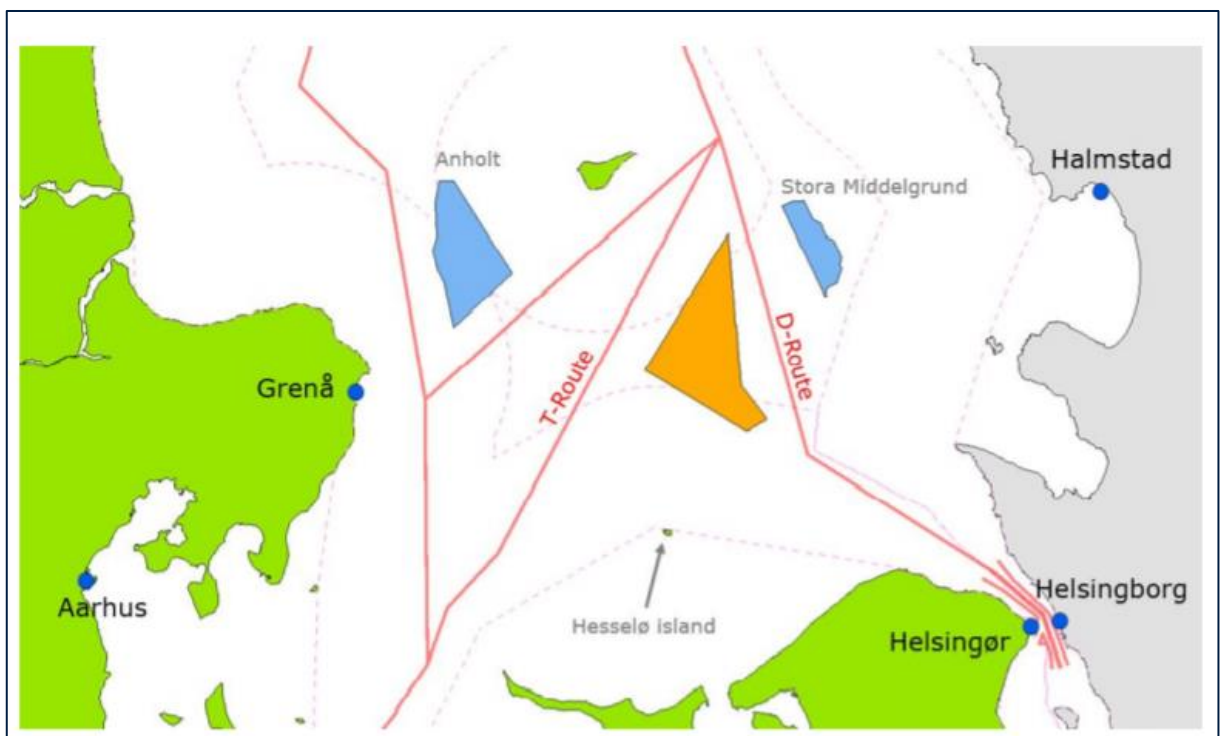 Anholt
Halmstad
Stora Middelgrund
D-Route
T-Route
Grenå
Aarhus
Hesselø island
Helsingborg
Helsingør